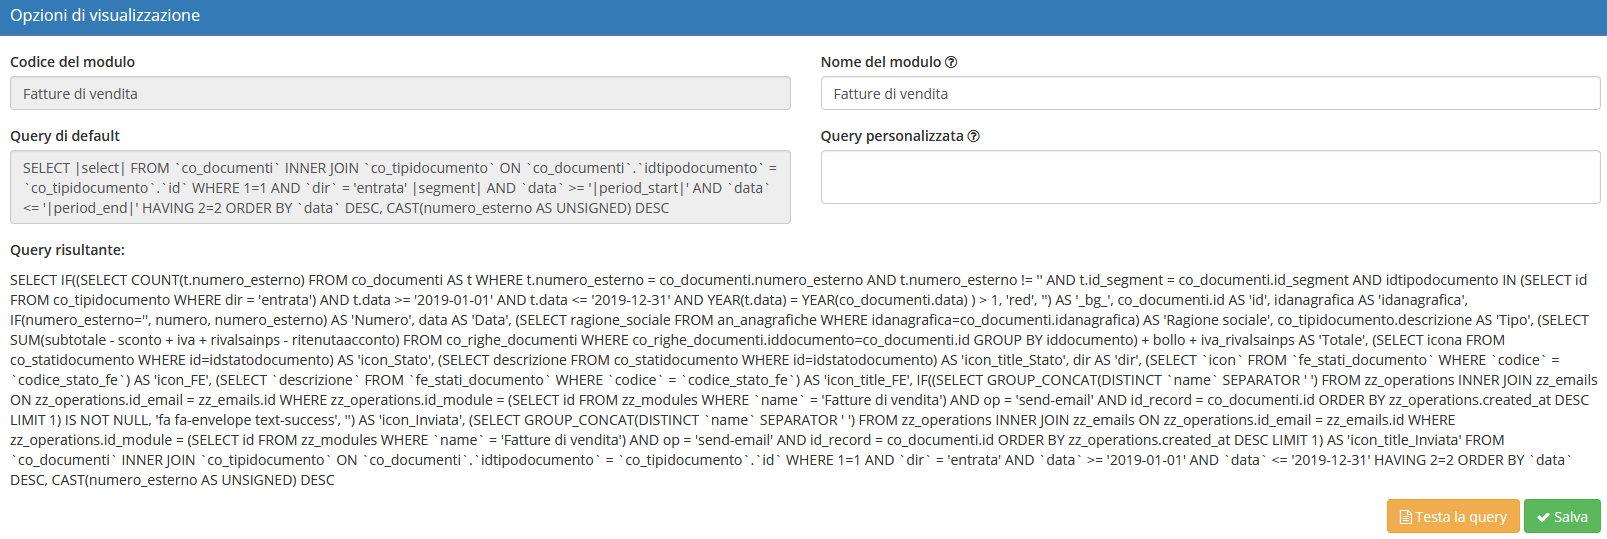 Opzioni di visualizzazione
Codice del modulo
Nome del modulo
Fatture di vendita
Fatture di vendita
Query di default
Query personalizzata
SELECT |select| FROM `co_documenti` INNER JOIN `co_tipidocumento` ON `co_documenti`.`idtipodocumento` =
`co_tipidocumento`.`id` WHERE 1=1 AND `dir` = 'entrata' |segment| AND `data` >= '|period_start|' AND `data`
<= '|period_end|' HAVING 2=2 ORDER BY `data` DESC, CAST(numero_esterno AS UNSIGNED) DESC
Query risultante:
SELECT IF((SELECT COUNT(t.numero_esterno) FROM co_documenti AS t WHERE t.numero_esterno = co_documenti.numero_esterno AND t.numero_esterno != '' AND t.id_segment = co_documenti.id_segment AND idtipodocumento IN (SELECT id
FROM co_tipidocumento WHERE dir = 'entrata') AND t.data >= '2019-01-01' AND t.data <= '2019-12-31' AND YEAR(t.data) = YEAR(co_documenti.data) ) > 1, 'red', '') AS '_bg_', co_documenti.id AS 'id', idanagrafica AS 'idanagrafica',
IF(numero_esterno='', numero, numero_esterno) AS 'Numero', data AS 'Data', (SELECT ragione_sociale FROM an_anagrafiche WHERE idanagrafica=co_documenti.idanagrafica) AS 'Ragione sociale', co_tipidocumento.descrizione AS 'Tipo', (SELECT
SUM(subtotale - sconto + iva + rivalsainps - ritenutaacconto) FROM co_righe_documenti WHERE co_righe_documenti.iddocumento=co_documenti.id GROUP BY iddocumento) + bollo + iva_rivalsainps AS 'Totale', (SELECT icona FROM
co_statidocumento WHERE id=idstatodocumento) AS 'icon_Stato', (SELECT descrizione FROM co_statidocumento WHERE id=idstatodocumento) AS 'icon_title_Stato', dir AS 'dir', (SELECT `icon` FROM `fe_stati_documento` WHERE `codice` =
`codice_stato_fe`) AS 'icon_FE', (SELECT `descrizione` FROM `fe_stati_documento` WHERE `codice` = `codice_stato_fe`) AS 'icon_title_FE', IF((SELECT GROUP_CONCAT(DISTINCT `name` SEPARATOR ' ') FROM zz_operations INNER JOIN zz_emails
ON zz_operations.id_email = zz_emails.id WHERE zz_operations.id_module = (SELECT id FROM zz_modules WHERE `name` = 'Fatture di vendita') AND op = 'send-email' AND id_record = co_documenti.id ORDER BY zz_operations.created_at DESC
LIMIT 1) IS NOT NULL, 'fa fa-envelope text-success', '') AS 'icon_Inviata', (SELECT GROUP_CONCAT(DISTINCT `name` SEPARATOR ' ') FROM zz_operations INNER JOIN zz_emails ON zz_operations.id_email = zz_emails.id WHERE
zz_operations.id_module = (SELECT id FROM zz_modules WHERE `name` = 'Fatture di vendita') AND op = 'send-email' AND id_record = co_documenti.id ORDER BY zz_operations.created_at DESC LIMIT 1) AS 'icon_title_Inviata' FROM
`co_documenti` INNER JOIN `co_tipidocumento` ON `co_documenti`.`idtipodocumento` = `co_tipidocumento`.`id` WHERE 1=1 AND `dir` = 'entrata' AND `data` >= '2019-01-01' AND `data` <= '2019-12-31' HAVING 2=2 ORDER BY `data`
DESC, CAST(numero_esterno AS UNSIGNED) DESC
Testa la query
Salva